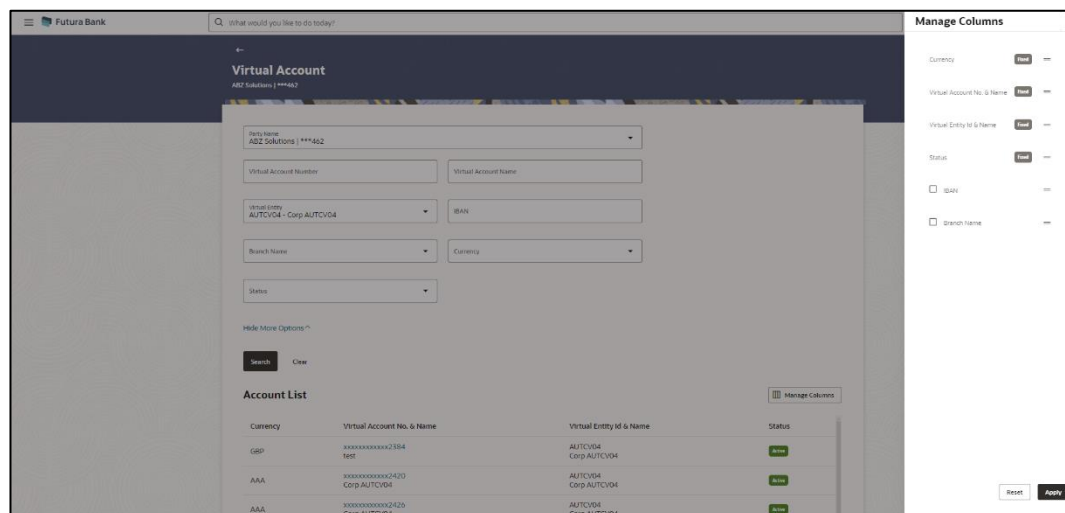 Futura Bank
What would you like to do today?
Virtual Account
ABZ Solutions | ***462
Party Name
ABZ Solutions | ***462
Virtual Account Number
Virtual Account Name
Virtual Entity
AUTCV04 - Corp AUTCV04
IBAN
Branch Name
Currency
Status
Hide More Options
Search
Clear
Account List
Manage Columns
Currency
Virtual Account No. & Name
Virtual Entity Id & Name
Status
GBP
xxxxxxxxxxxx2384
test
AUTCV04
Corp AUTCV04
Active
AAA
xxxxxxxxxxxx2420
Corp AUTCV04
AUTCV04
Corp AUTCV04
Active
AAA
xxxxxxxxxxxx2426
Corp AUTCV04
AUTCV04
Corp AUTCV04
Active
Manage Columns
Currency
Fixed
Virtual Account No. & Name
Fixed
Virtual Entity Id & Name
Fixed
Status
Fixed
IBAN
Branch Name
Reset
Apply